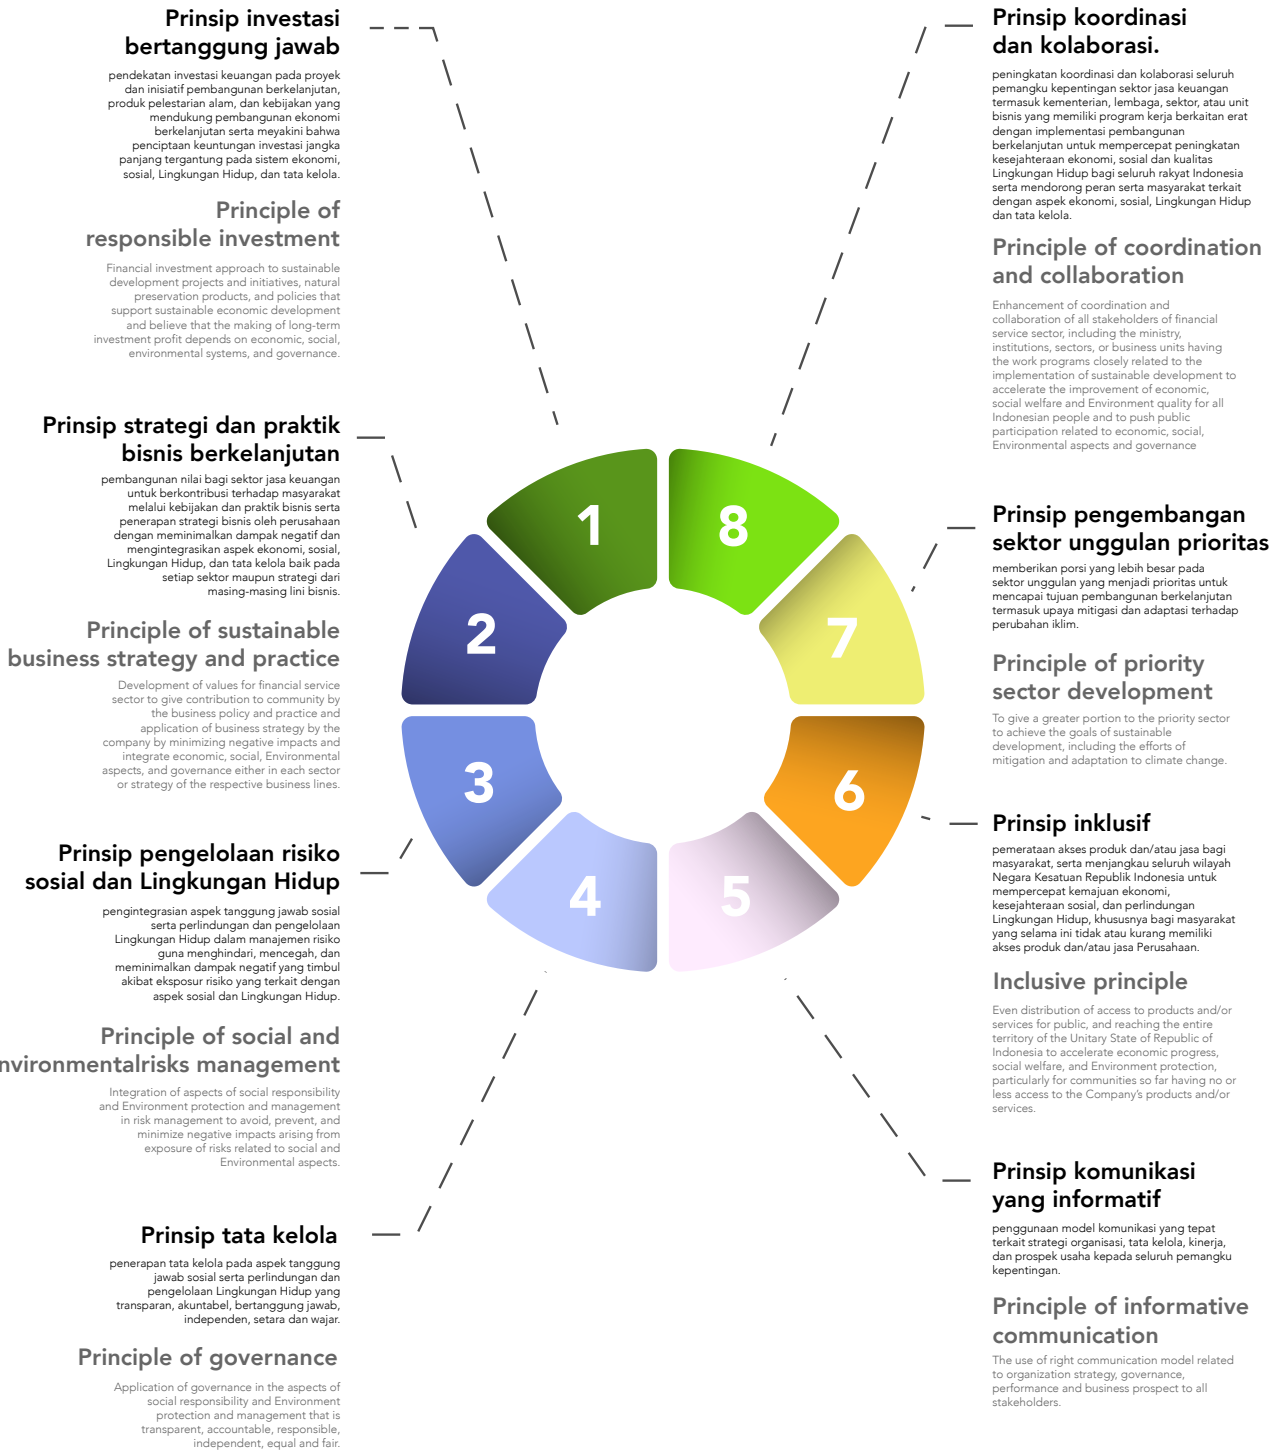 Prinsip investasi
bertanggung jawab
pendekatan investasi keuangan pada proyek
dan inisiatif pembangunan berkelanjutan,
produk pelestarian alam, dan kebijakan yang
mendukung pembangunan ekonomi
berkelanjutan serta meyakini bahwa
penciptaan keuntungan investasi jangka
panjang tergantung pada sistem ekonomi,
sosial, Lingkungan Hidup, dan tata kelola.
Principle of
responsible investment
Financial investment approach to sustainable
development projects and initiatives, natural
preservation products, and policies that
support sustainable economic development
and believe that the making of long-term
investment profit depends on economic, social,
environmental systems, and governance.
Prinsip strategi dan praktik
bisnis berkelanjutan
pembangunan nilai bagi sektor jasa keuangan
untuk berkontribusi terhadap masyarakat
melalui kebijakan dan praktik bisnis serta
penerapan strategi bisnis oleh perusahaan
dengan meminimalkan dampak negatif dan
mengintegrasikan aspek ekonomi, sosial,
Lingkungan Hidup, dan tata kelola baik pada
setiap sektor maupun strategi dari
masing-masing lini bisnis.
Principle of sustainable
business strategy and practice
Development of values for financial service
sector to give contribution to community by
the business policy and practice and
application of business strategy by the
company by minimizing negative impacts and
integrate economic, social, Environmental
aspects, and governance either in each sector
or strategy of the respective business lines.
Prinsip pengelolaan risiko
sosial dan Lingkungan Hidup
pengintegrasian aspek tanggung jawab sosial
serta perlindungan dan pengelolaan
Lingkungan Hidup dalam manajemen risiko
guna menghindari, mencegah, dan
meminimalkan dampak negatif yang timbul
akibat eksposur risiko yang terkait dengan
aspek sosial dan Lingkungan Hidup.
Principle of social and
nvironmentalrisks management
Integration of aspects of social responsibility
and Environment protection and management
in risk management to avoid, prevent, and
minimize negative impacts arising from
exposure of risks related to social and
Environmental aspects.
Prinsip tata kelola
penerapan tata kelola pada aspek tanggung
jawab sosial serta perlindungan dan
pengelolaan Lingkungan Hidup yang
transparan, akuntabel, bertanggung jawab,
independen, setara dan wajar.
Principle of governance
Application of governance in the aspects of
social responsibility and Environment
protection and management that is
transparent, accountable, responsible,
independent, equal and fair.
1
2
3
4
5
6
7
8
Prinsip koordinasi
dan kolaborasi.
peningkatan koordinasi dan kolaborasi seluruh
pemangku kepentingan sektor jasa keuangan
termasuk kementerian, lembaga, sektor, atau unit
bisnis yang memiliki program kerja berkaitan erat
dengan implementasi pembangunan
berkelanjutan untuk mempercepat peningkatan
kesejahteraan ekonomi, sosial dan kualitas
Lingkungan Hidup bagi seluruh rakyat Indonesia
serta mendorong peran serta masyarakat terkait
dengan aspek ekonomi, sosial, Lingkungan Hidup
dan tata kelola.
Principle of coordination
and collaboration
Enhancement of coordination and
collaboration of all stakeholders of financial
service sector, including the ministry,
institutions, sectors, or business units having
the work programs closely related to the
implementation of sustainable development to
accelerate the improvement of economic,
social welfare and Environment quality for all
Indonesian people and to push public
participation related to economic, social,
Environmental aspects and governance
Prinsip pengembangan
sektor unggulan prioritas
memberikan porsi yang lebih besar pada
sektor unggulan yang menjadi prioritas untuk
mencapai tujuan pembangunan berkelanjutan
termasuk upaya mitigasi dan adaptasi terhadap
perubahan iklim.
Principle of priority
sector development
To give a greater portion to the priority sector
to achieve the goals of sustainable
development, including the efforts of
mitigation and adaptation to climate change.
Prinsip inklusif
pemerataan akses produk dan/atau jasa bagi
masyarakat, serta menjangkau seluruh wilayah
Negara Kesatuan Republik Indonesia untuk
mempercepat kemajuan ekonomi,
kesejahteraan sosial, dan perlindungan
Lingkungan Hidup, khususnya bagi masyarakat
yang selama ini tidak atau kurang memiliki
akses produk dan/atau jasa Perusahaan.
Inclusive principle
Even distribution of access to products and/or
services for public, and reaching the entire
territory of the Unitary State of Republic of
Indonesia to accelerate economic progress,
social welfare, and Environment protection,
particularly for communities so far having no or
less access to the Company's products and/or
services.
Prinsip komunikasi
yang informatif
penggunaan model komunikasi yang tepat
terkait strategi organisasi, tata kelola, kinerja,
dan prospek usaha kepada seluruh pemangku
kepentingan.
Principle of informative
communication
The use of right communication model related
to organization strategy, governance,
performance and business prospect to all
stakeholders.